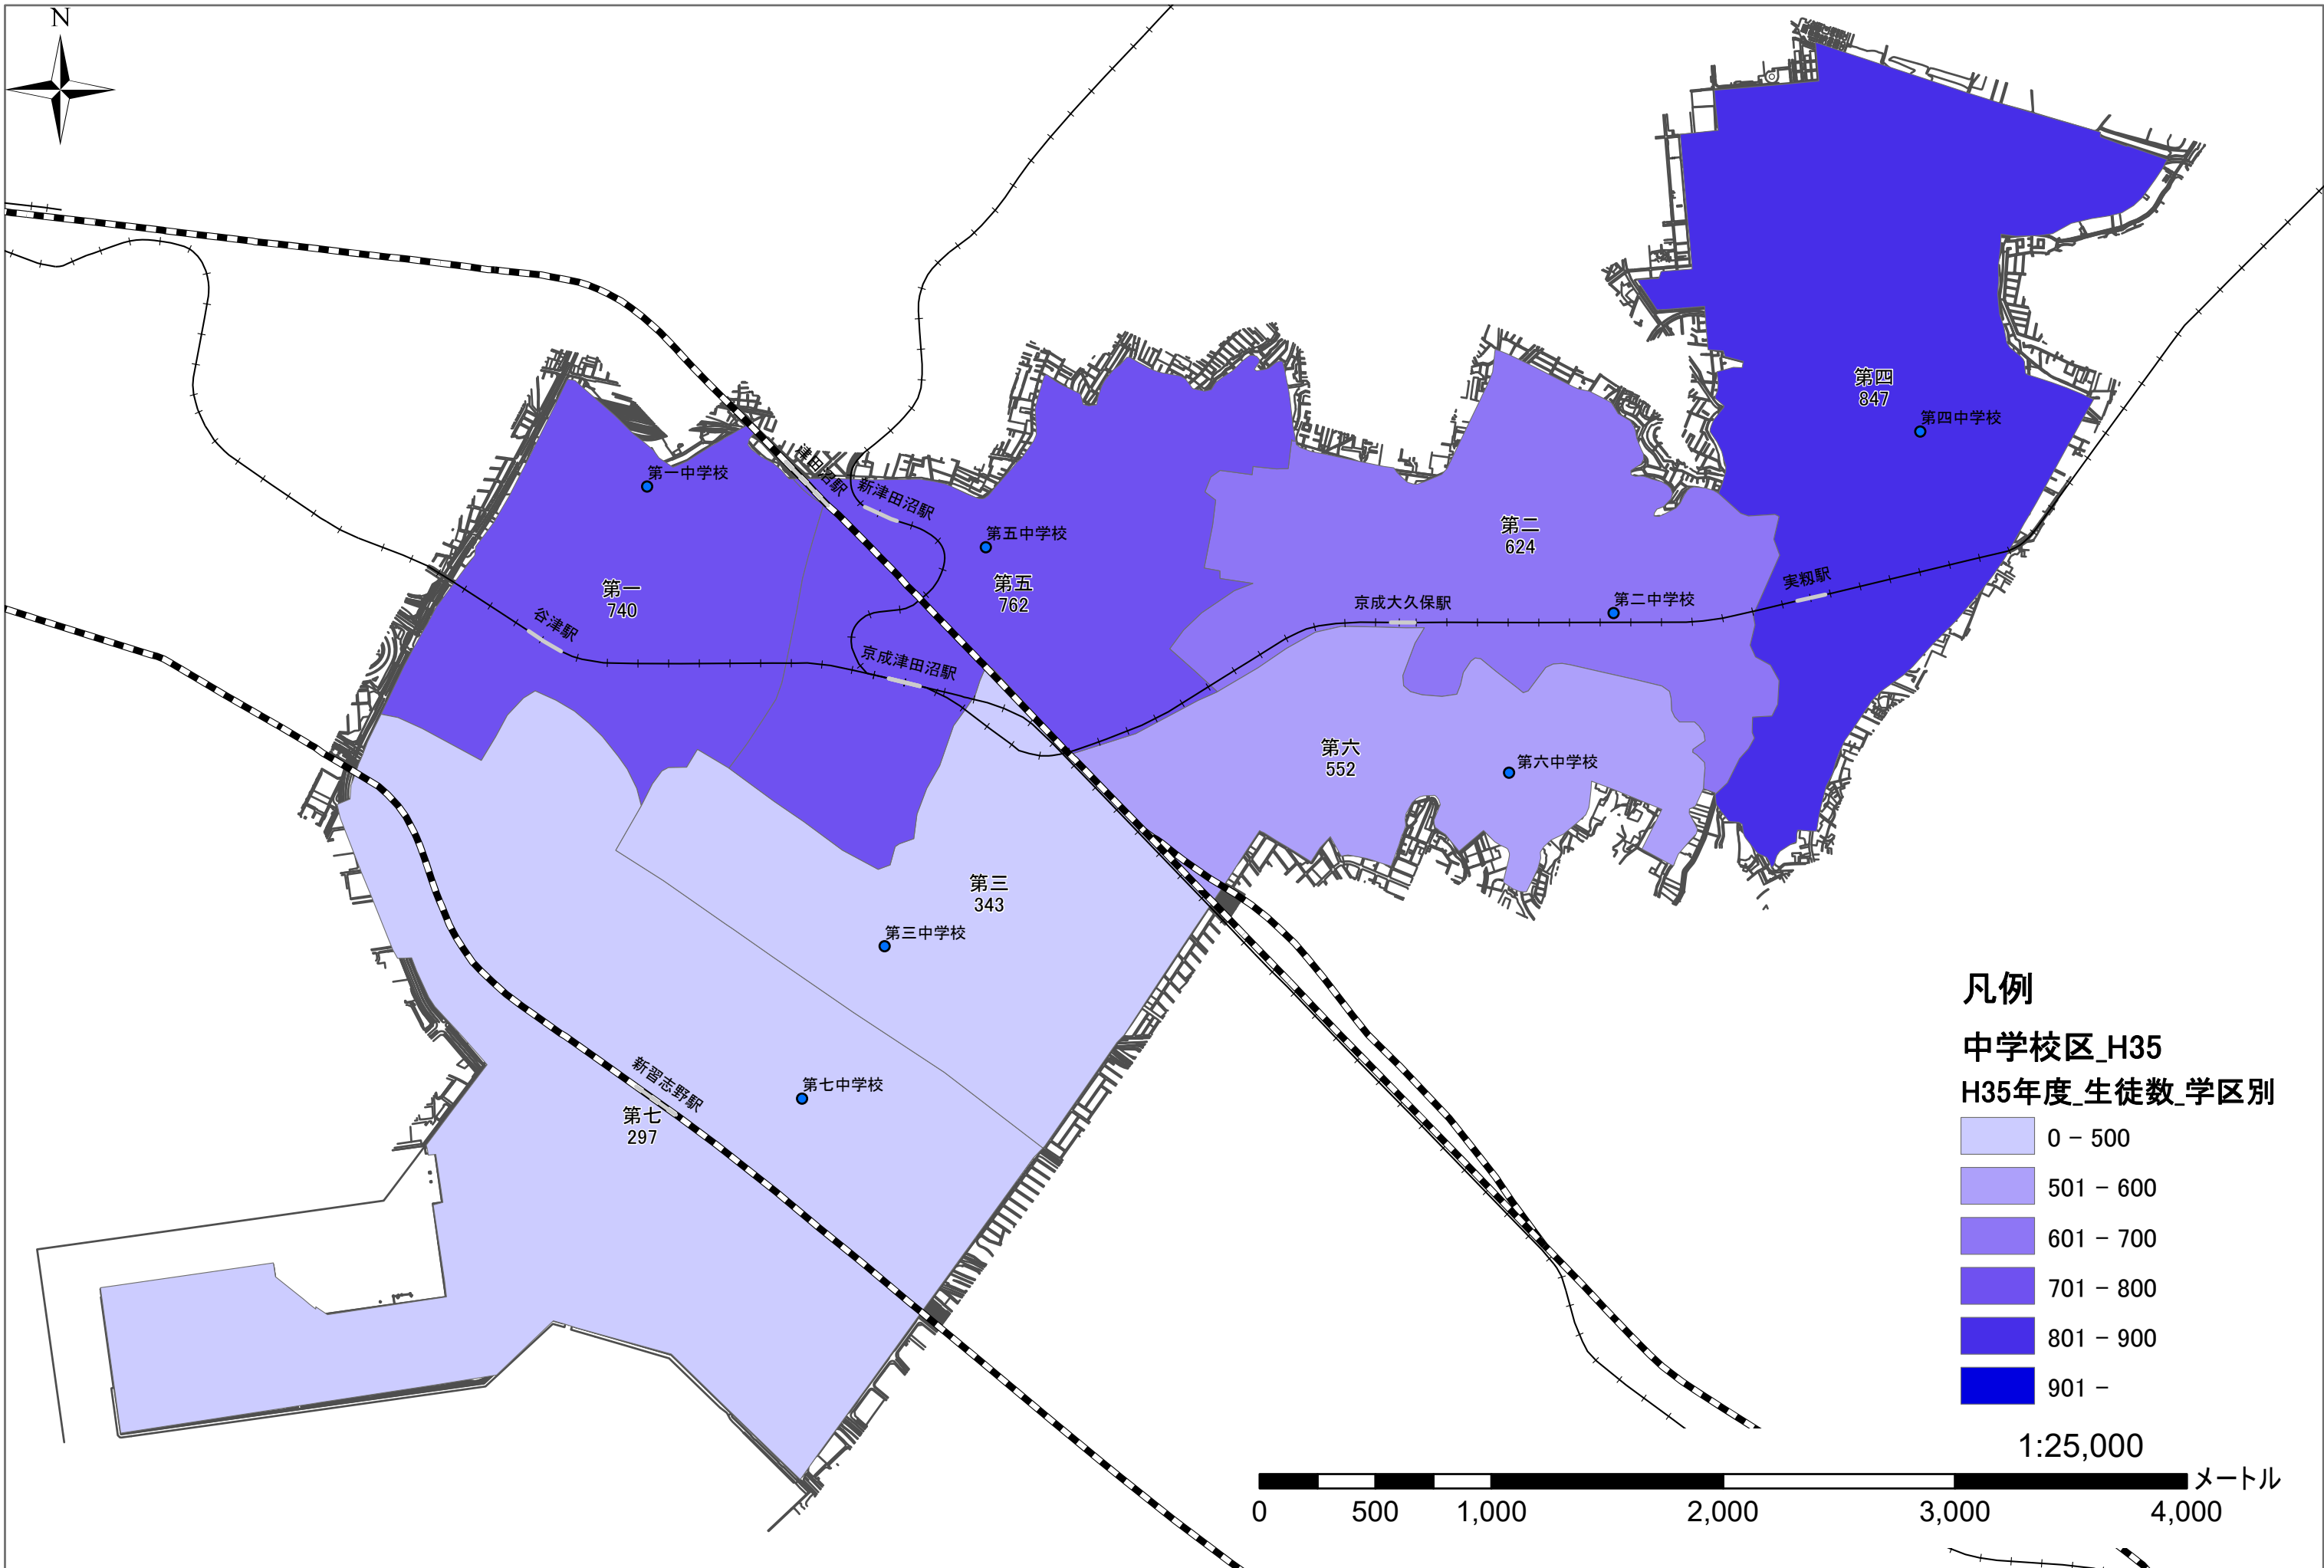 N
第四
847
第四中学校
津田沼駅
第一中学校
新津田沼駅
第五中学校
第二
624
第五
762
実籾駅
第一
740
谷津駅
京成大久保駅
第二中学校
京成津田沼駅
第六
552
第六中学校
第三
343
第三中学校
新習志野駅
第七中学校
第七
297
凡例
中学校区_H35
H35年度_生徒数_学区別
0 - 500
501 - 600
601 - 700
701 - 800
801 - 900
901 -
1:25,000
メートル
0 500 1,000 2,000 3,000 4,000